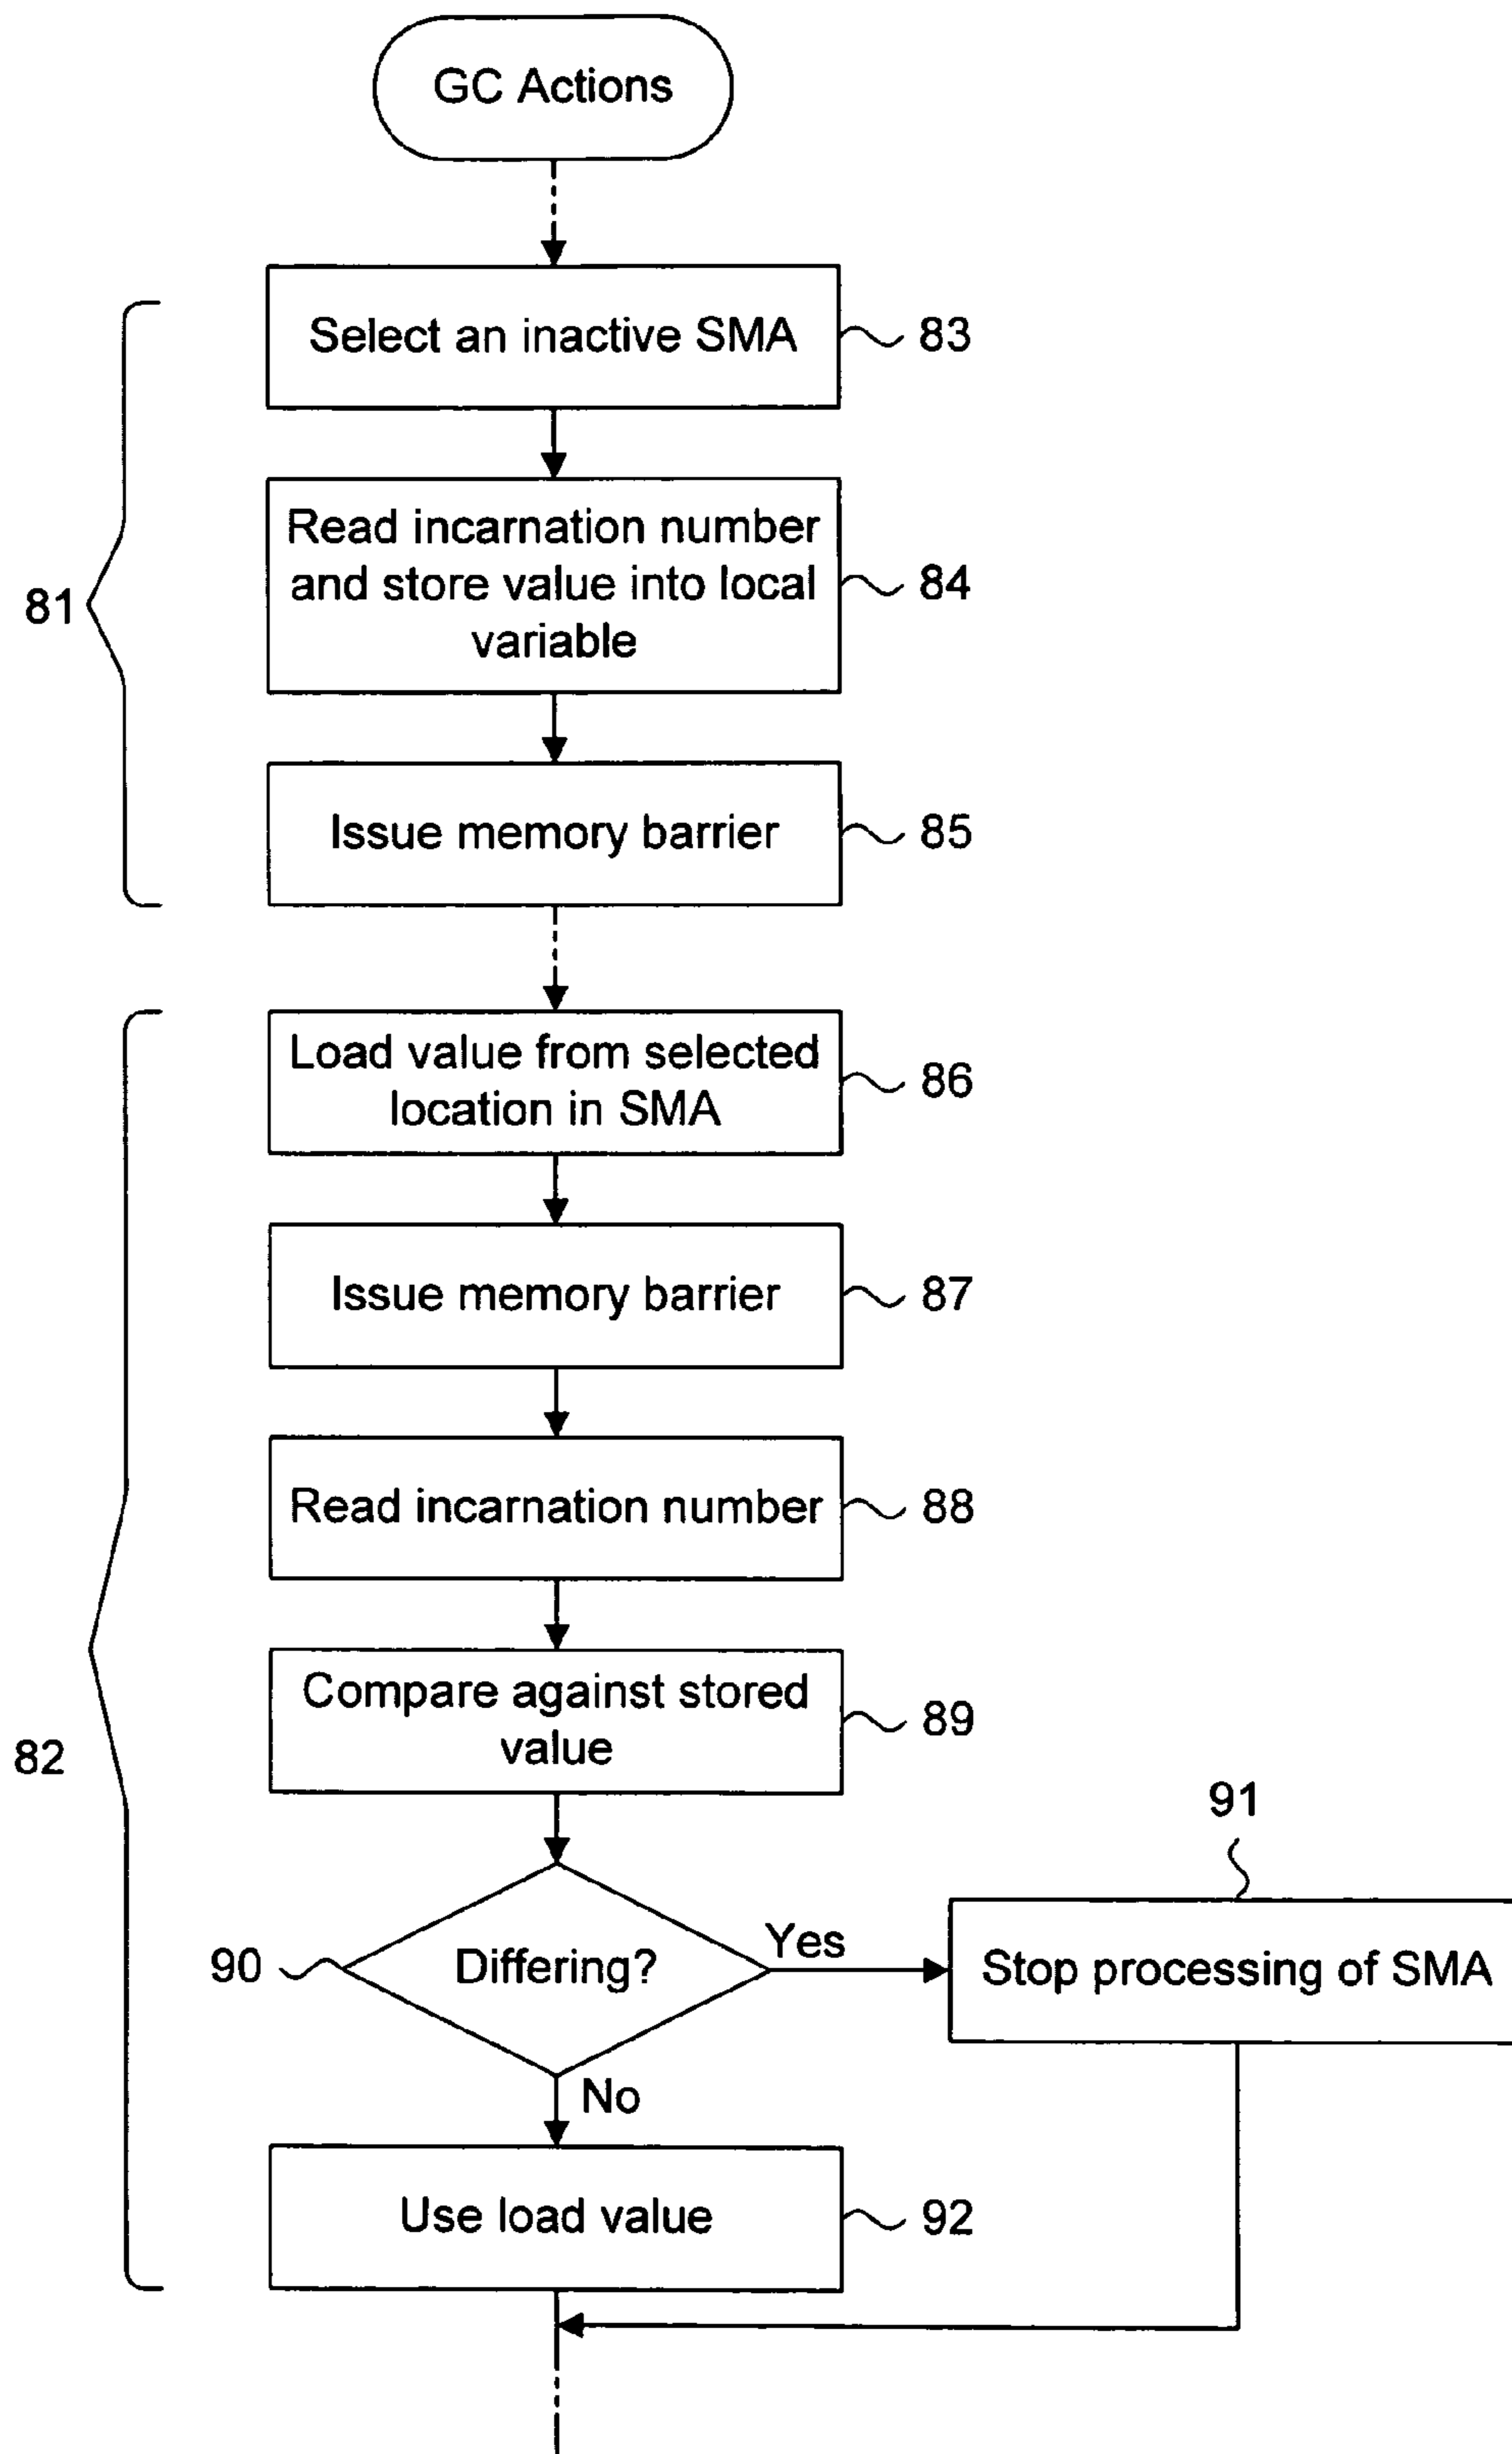 GC Actions
Select an inactive SMA
83
Read incarnation number
and store value into local
variable
84
81
Issue memory barrier
85
Load value from selected
location in SMA
86
Issue memory barrier
87
Read incarnation number
88
Compare against stored
value
89
82
91
90
Differing?
Yes
Stop processing of SMA
No
Use load value
92